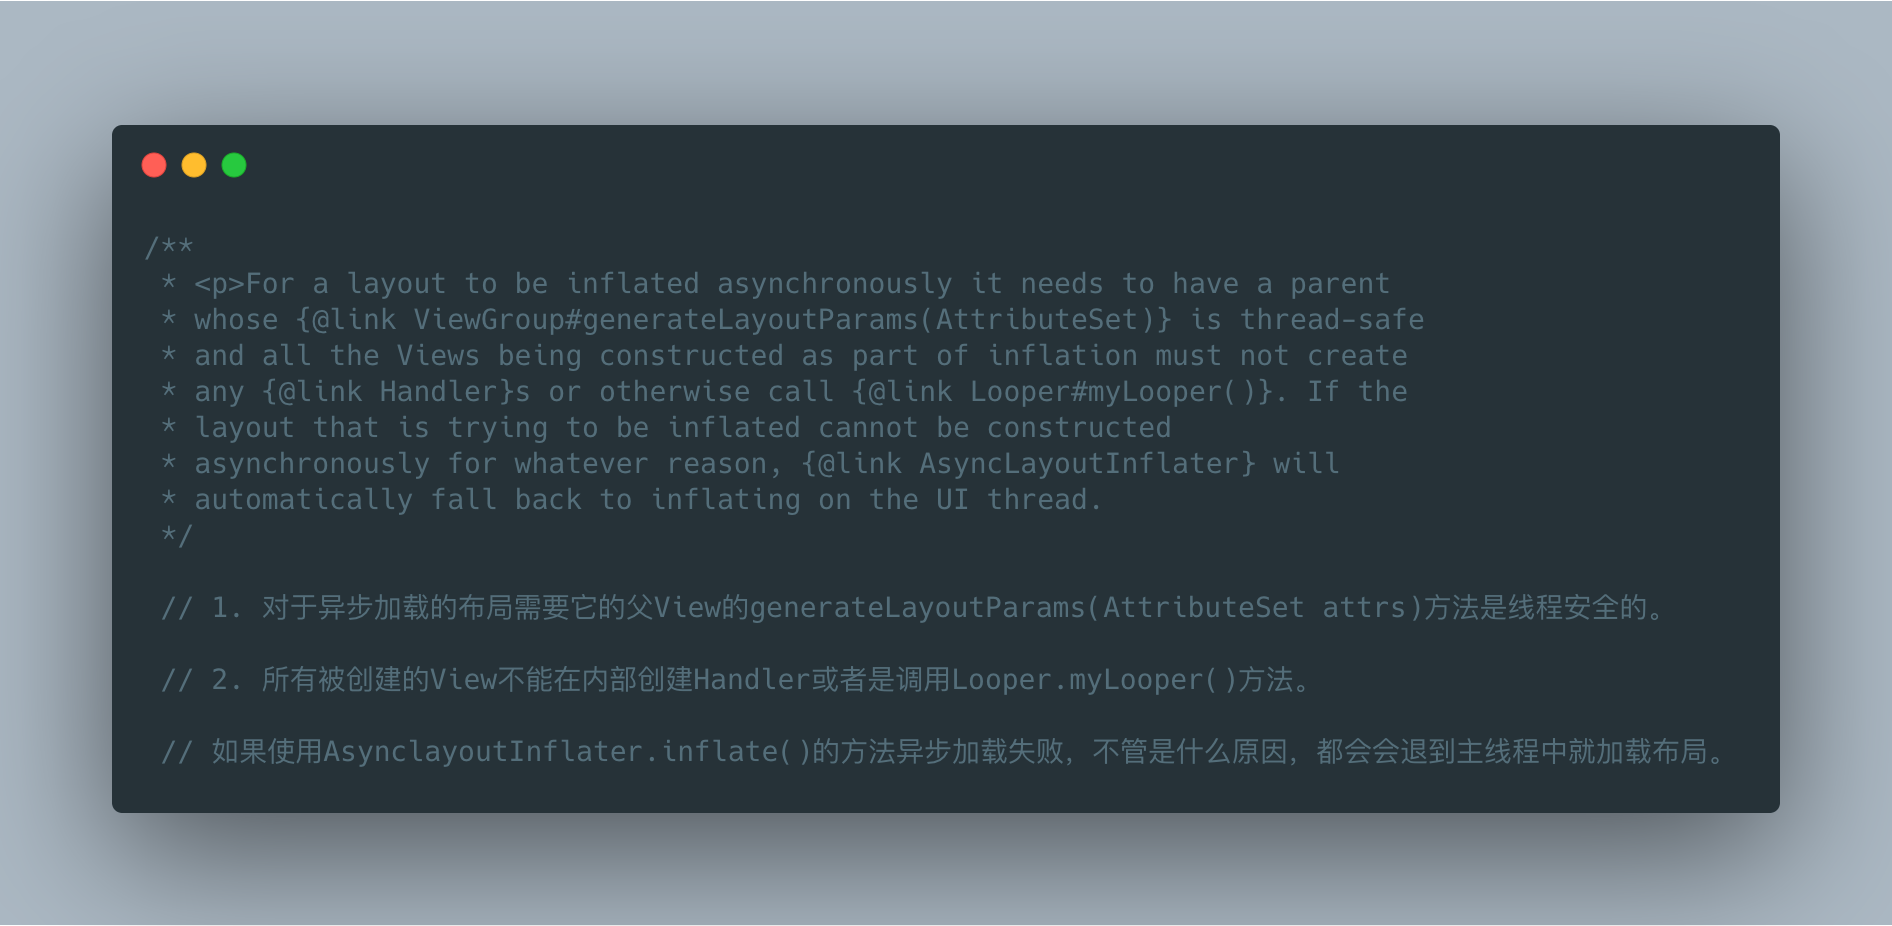 /**
 * <p>For a layout to be inflated asynchronously it needs to have a parent
 * whose {@link ViewGroup#generateLayoutParams(AttributeSet)} is thread-safe
 * and all the Views being constructed as part of inflation must not create
 * any {@link Handler}s or otherwise call {@link Looper#myLooper()}. If the
 * layout that is trying to be inflated cannot be constructed
 * asynchronously for whatever reason, {@link AsyncLayoutInflater} will
 * automatically fall back to inflating on the UI thread.
 */
 // 1. 对于异步加载的布局需要它的父View的generateLayoutParams(AttributeSet attrs)方法是线程安全的。
 // 2. 所有被创建的View不能在内部创建Handler或者是调用Looper.myLooper()方法。
 // 如果使用AsynclayoutInflater.inflate()的方法异步加载失败，不管是什么原因，都会会退到主线程中就加载布局。